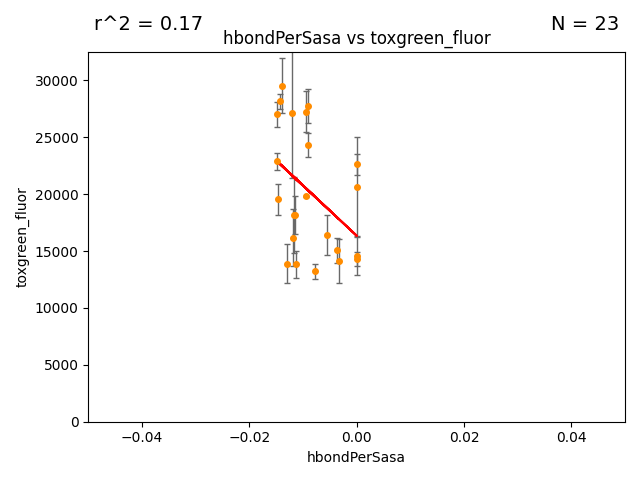 r^2 = 0.17
N = 23
hbondPerSasa vs toxgreen_fluor
30000
25000
20000
15000
10000
5000
0
toxgreen_fluor
−0.04
−0.02
0.00
0.02
0.04
hbondPerSasa